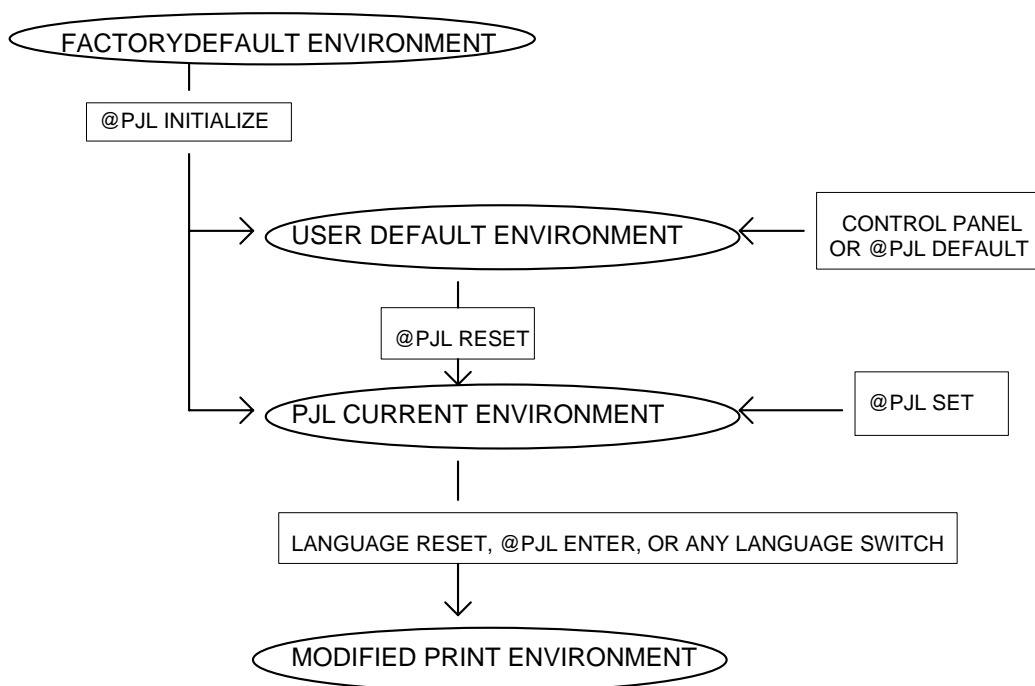 FACTORYDEFAULT ENVIRONMENT
@PJL INITIALIZE
USER DEFAULT ENVIRONMENT
CONTROL PANEL
OR @PJL DEFAULT
@PJL RESET
PJL CURRENT ENVIRONMENT
@PJL SET
LANGUAGE RESET, @PJL ENTER, OR ANY LANGUAGE SWITCH
MODIFIED PRINT ENVIRONMENT